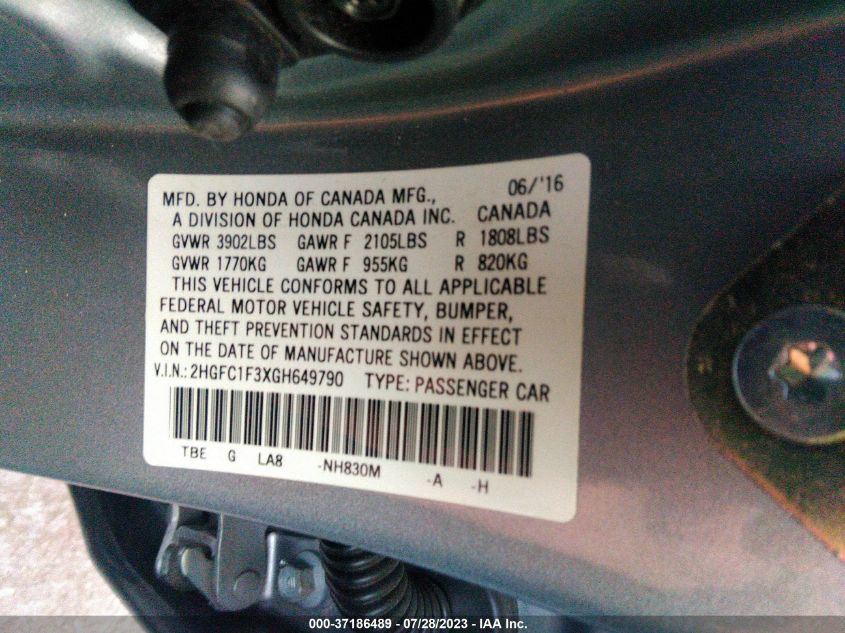 06/'16
MFD. BY HONDA OF CANADA MFG.,
A DIVISION OF HONDA CANADA INC. CANADA
GVWR 3902LBS GAWR F 2105LBS R 1808LBS
GVWR 1770KG GAWR F 955KG R 820KG
THIS VEHICLE CONFORMS TO ALL APPLICABLE
FEDERAL MOTOR VEHICLE SAFETY, BUMPER,
AND THEFT PREVENTION STANDARDS IN EFFECT
ON THE DATE OF MANUFACTURE SHOWN ABOVE.
V.I.N.: 2HGFC1F3XGH649790 TYPE: PASSENGER CAR
TBE G LA8 -NH830M -A -H
000-37186489 - 07/28/2023 - IAA Inc.